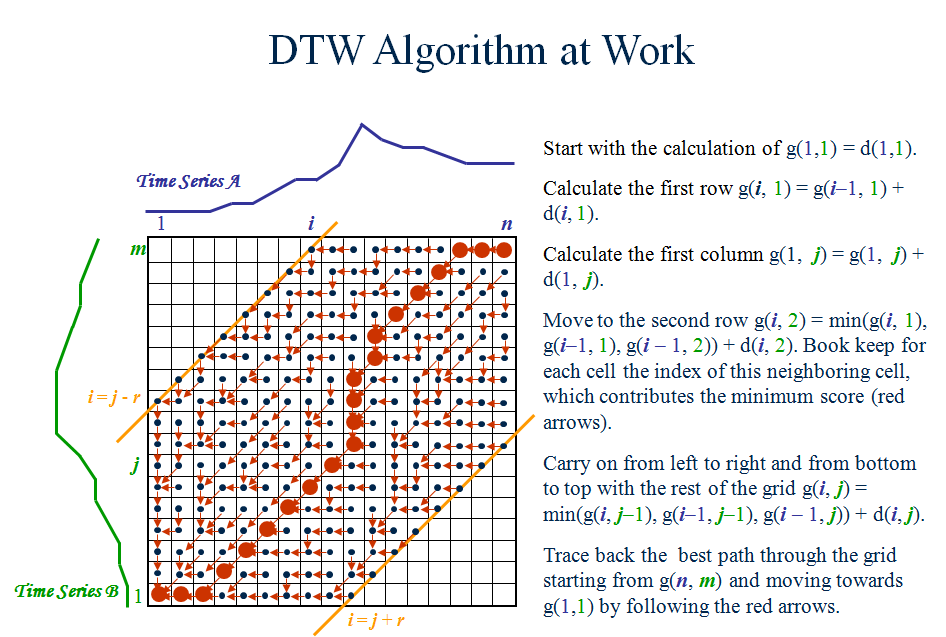 DTW Algorithm at Work
Time Series A
1 i n
m
i = j - r
j
Time Series B 1
i = j + r
Start with the calculation of g(1,1) = d(1,1).
Calculate the first row g(i, 1) = g(i–1, 1) +
d(i, 1).
Calculate the first column g(1, j) = g(1, j) +
d(1, j).
Move to the second row g(i, 2) = min(g(i, 1),
g(i–1, 1), g(i – 1, 2)) + d(i, 2). Book keep for
each cell the index of this neighboring cell,
which contributes the minimum score (red
arrows).
Carry on from left to right and from bottom
to top with the rest of the grid g(i, j) =
min(g(i, j–1), g(i–1, j–1), g(i – 1, j)) + d(i, j).
Trace back the best path through the grid
starting from g(n, m) and moving towards
g(1,1) by following the red arrows.